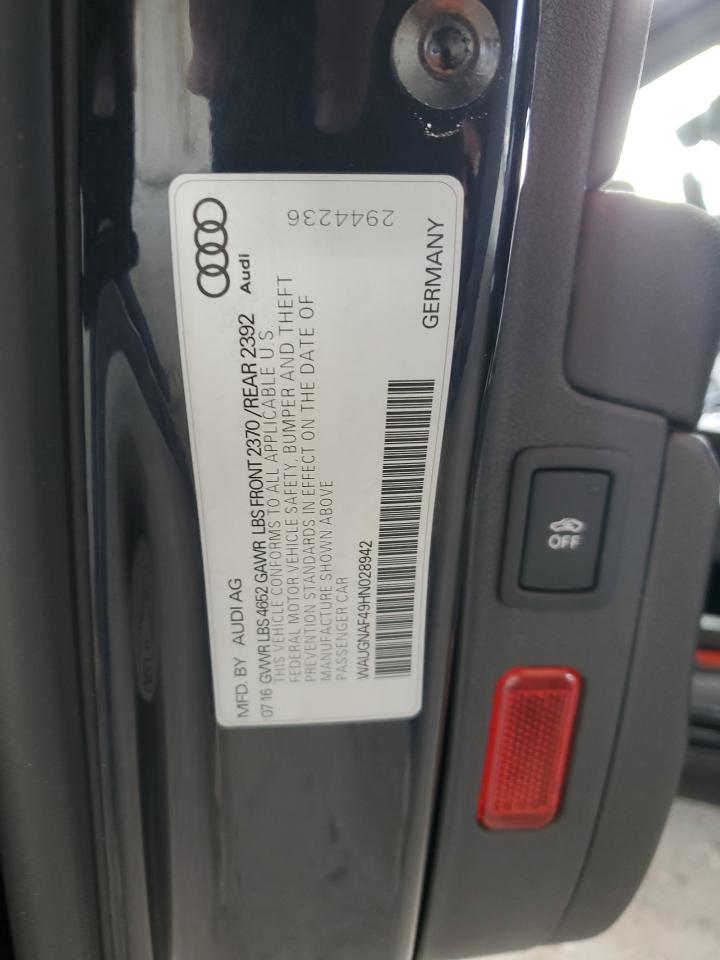 MFD. BY AUDI AG
Audi
07 16 GVWR LBS 4652 GAWR LBS FRONT 2370 /REAR 2392
THIS VEHICLE CONFORMS TO ALL APPLICABLE U.S.
FEDERAL MOTOR VEHICLE SAFETY, BUMPER AND THEFT
PREVENTION STANDARDS IN EFFECT ON THE DATE OF
MANUFACTURE SHOWN ABOVE
PASSENGER CAR
WAUGNAF49HN028942
2944236
GERMANY
OFF